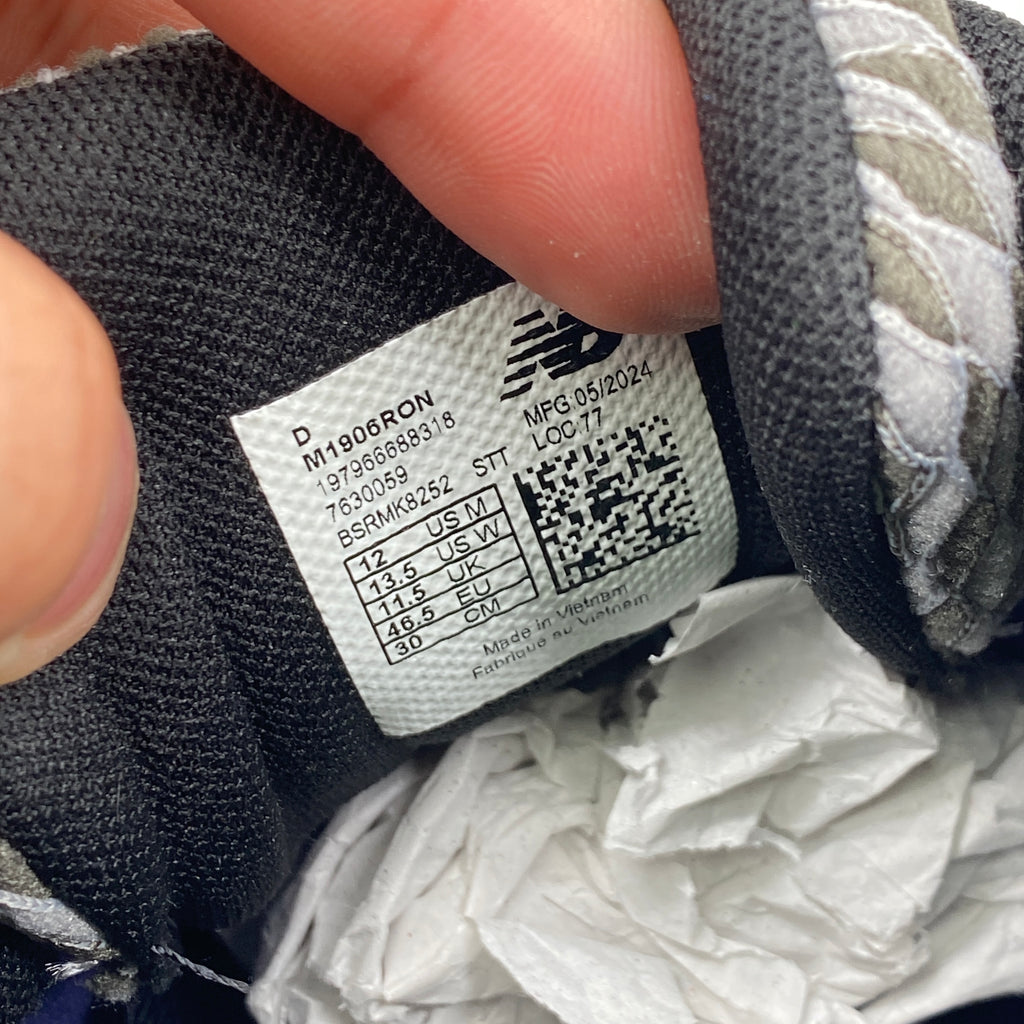 D
M1906RON
197966688318
7630059
BSRMK8252 STT
MFG:05/2024
LOC:77
12 US M
13.5 US W
11.5 UK
46.5 EU
30 CM
Made in Vietnam
Fabriqué au Vietnam